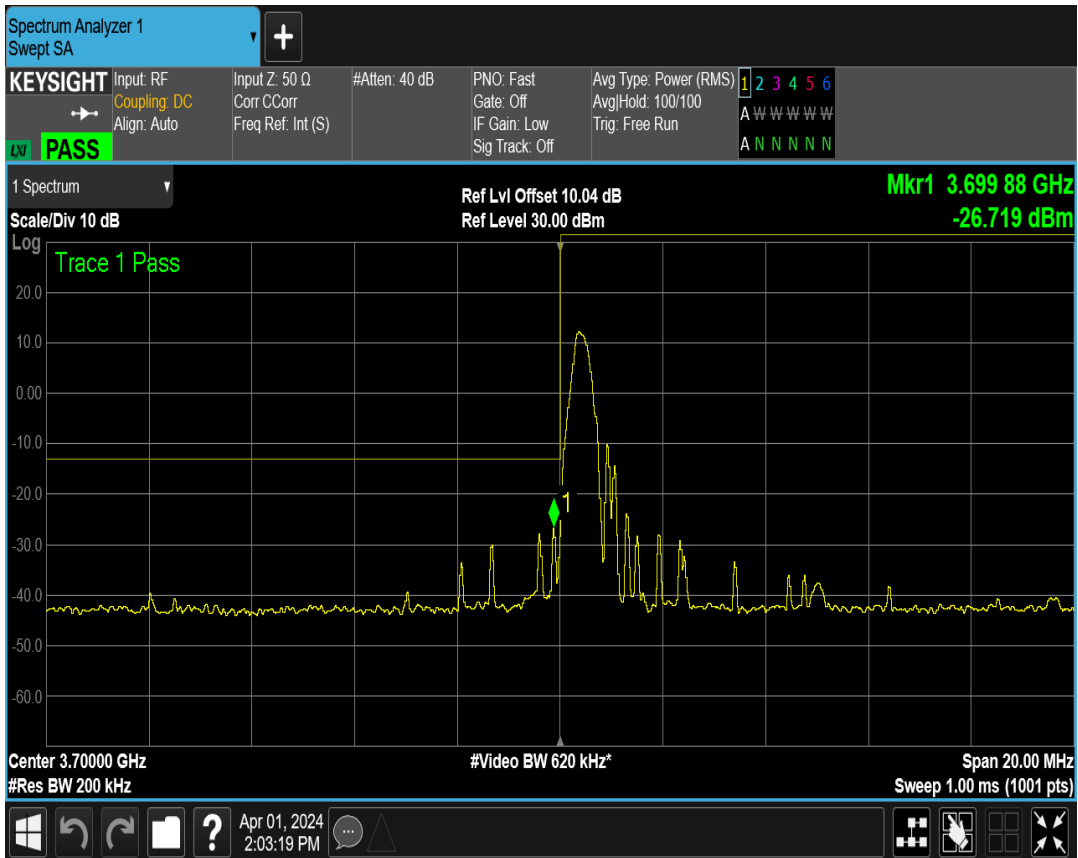 Spectrum Analyzer 1
Swept SA
+
KEYSIGHT
LXI
PASS
Input: RF
Coupling: DC
Align: Auto
Input Z: 50 Ω
Corr CCorr
Freq Ref: Int (S)
#Atten: 40 dB
PNO: Fast
Gate: Off
IF Gain: Low
Sig Track: Off
Avg Type: Power (RMS)
Avg|Hold: 100/100
Trig: Free Run
1 2 3 4 5 6
A W W W W W
A N N N N N
1 Spectrum
Scale/Div 10 dB
Ref Lvl Offset 10.04 dB
Ref Level 30.00 dBm
Mkr1 3.699 88 GHz
-26.719 dBm
Log
Trace 1 Pass
20.0
10.0
0.00
-10.0
-20.0
-30.0
-40.0
-50.0
-60.0
1
Center 3.70000 GHz
#Res BW 200 kHz
#Video BW 620 kHz*
Span 20.00 MHz
Sweep 1.00 ms (1001 pts)
?
Apr 01, 2024
2:03:19 PM